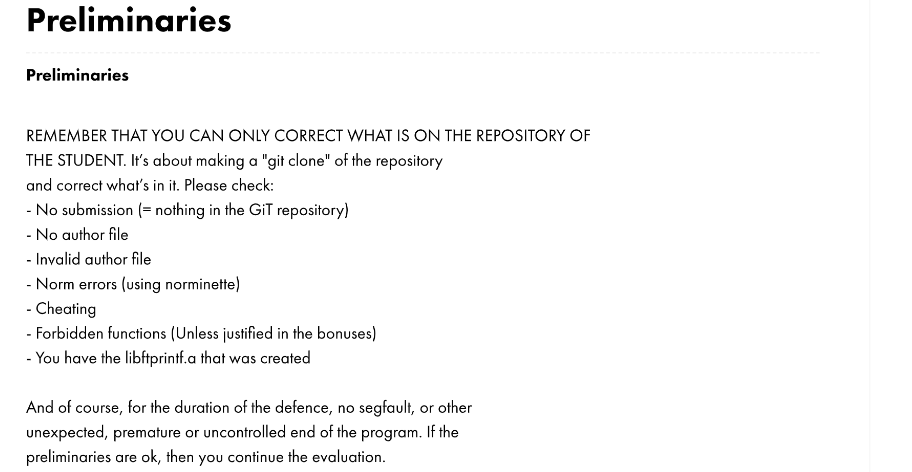 Preliminaries
Preliminaries
REMEMBER THAT YOU CAN ONLY CORRECT WHAT IS ON THE REPOSITORY OF
THE STUDENT. It's about making a "git clone" of the repository
and correct what's in it. Please check:
- No submission (= nothing in the GiT repository)
- No author file
- Invalid author file
- Norm errors (using norminette)
- Cheating
- Forbidden functions (Unless justified in the bonuses)
- You have the libftprintf.a that was created
And of course, for the duration of the defence, no segfault, or other
unexpected, premature or uncontrolled end of the program. If the
preliminaries are ok, then you continue the evaluation.